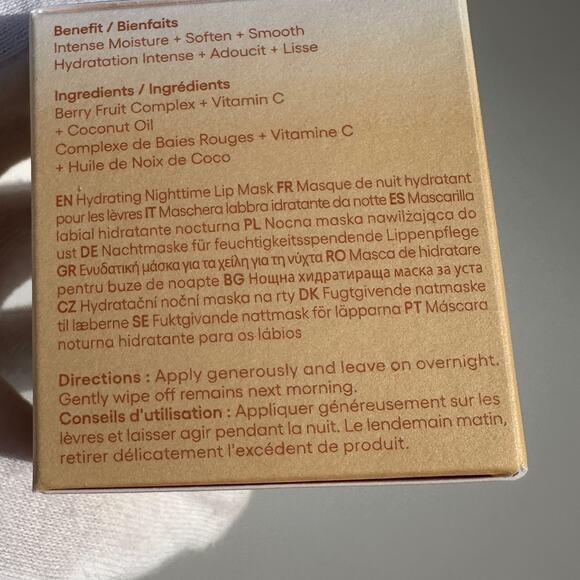 Benefit / Bienfaits
Intense Moisture + Soften + Smooth
Hydratation Intense + Adoucit + Lisse
Ingredients / Ingrédients
Berry Fruit Complex + Vitamin C
+ Coconut Oil
Complexe de Baies Rouges + Vitamine C
+ Huile de Noix de Coco
EN Hydrating Nighttime Lip Mask FR Masque de nuit hydratant
pour les lèvres IT Maschera labbra idratante da notte ES Mascarilla
labial hidratante nocturna PL Nocna maska nawilżająca do
ust DE Nachtmaske für feuchtigkeitsspendende Lippenpflege
GR Ενυδατική μάσκα για τα χείλη για τη νύχτα RO Masca de hidratare
pentru buze de noapte BG Нощна хидратираща маска за уста
CZ Hydratační noční maska na rty DK Fugtgivende natmaske
til læberne SE Fuktgivande nattmask för läpparna PT Máscara
noturna hidratante para os lábios
Directions : Apply generously and leave on overnight.
Gently wipe off remains next morning.
Conseils d'utilisation : Appliquer généreusement sur les
lèvres et laisser agir pendant la nuit. Le lendemain matin,
retirer délicatement l'excédent de produit.